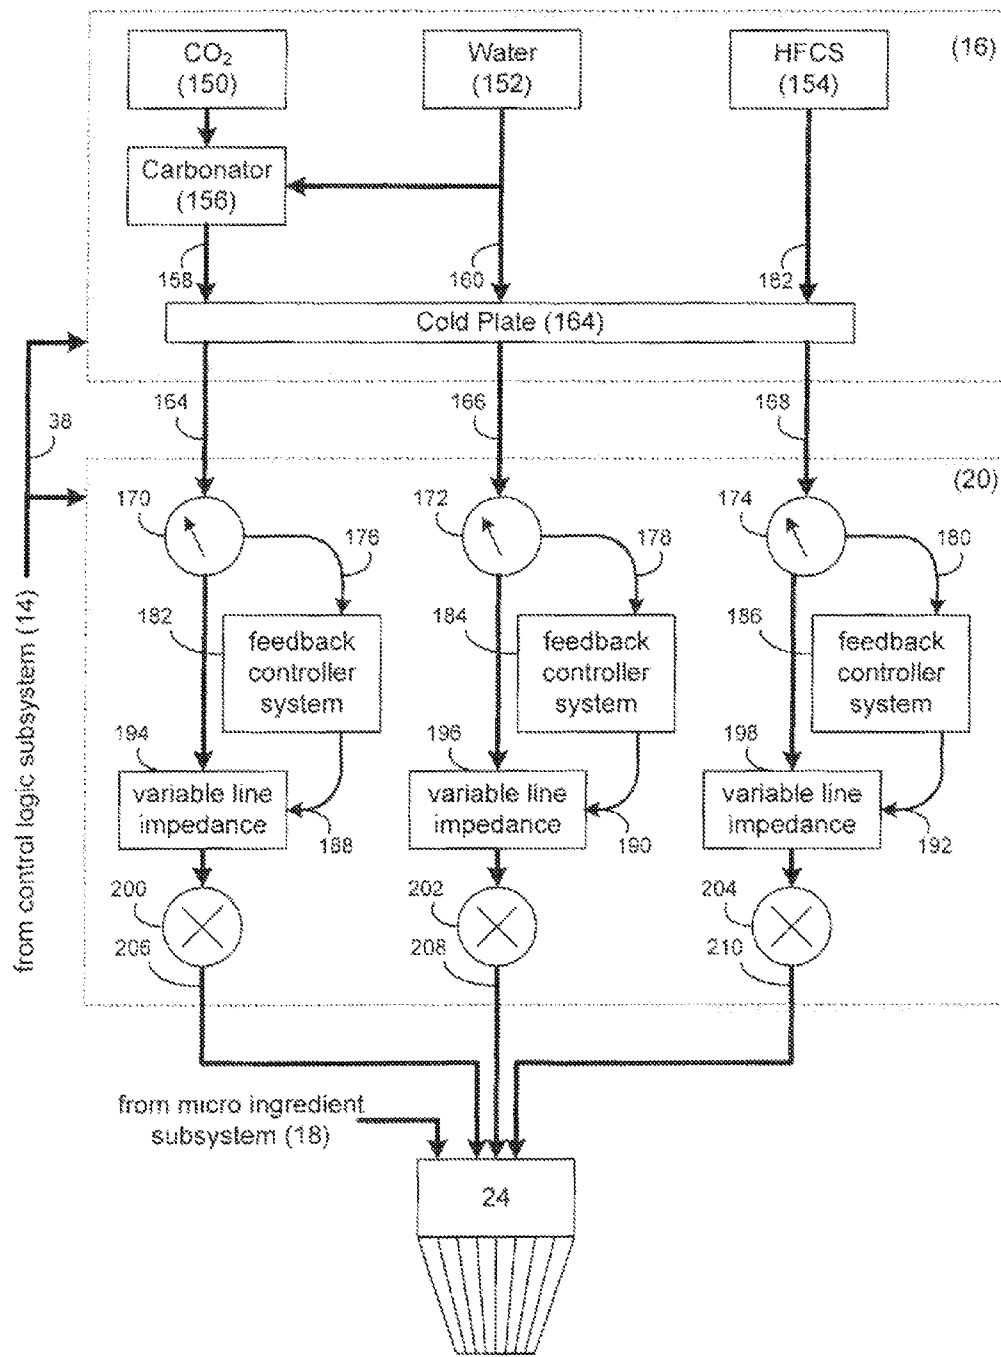 CO₂
(150)
Water
(152)
HFCS
(154)
(16)
Carbonator
(156)
158
160
162
Cold Plate (164)
38
164
166
168
(20)
170
172
174
176
178
180
182
184
186
feedback
controller
system
feedback
controller
system
feedback
controller
system
from control logic subsystem (14)
194
196
198
variable line
impedance
variable line
impedance
variable line
impedance
188
190
192
200
202
204
206
208
210
from micro ingredient
subsystem (18)
24